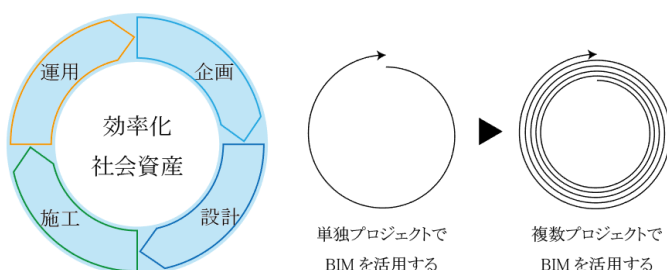 運用
企画
効率化
社会資産
施工
設計
単独プロジェクトで
BIMを活用する
複数プロジェクトで
BIMを活用する